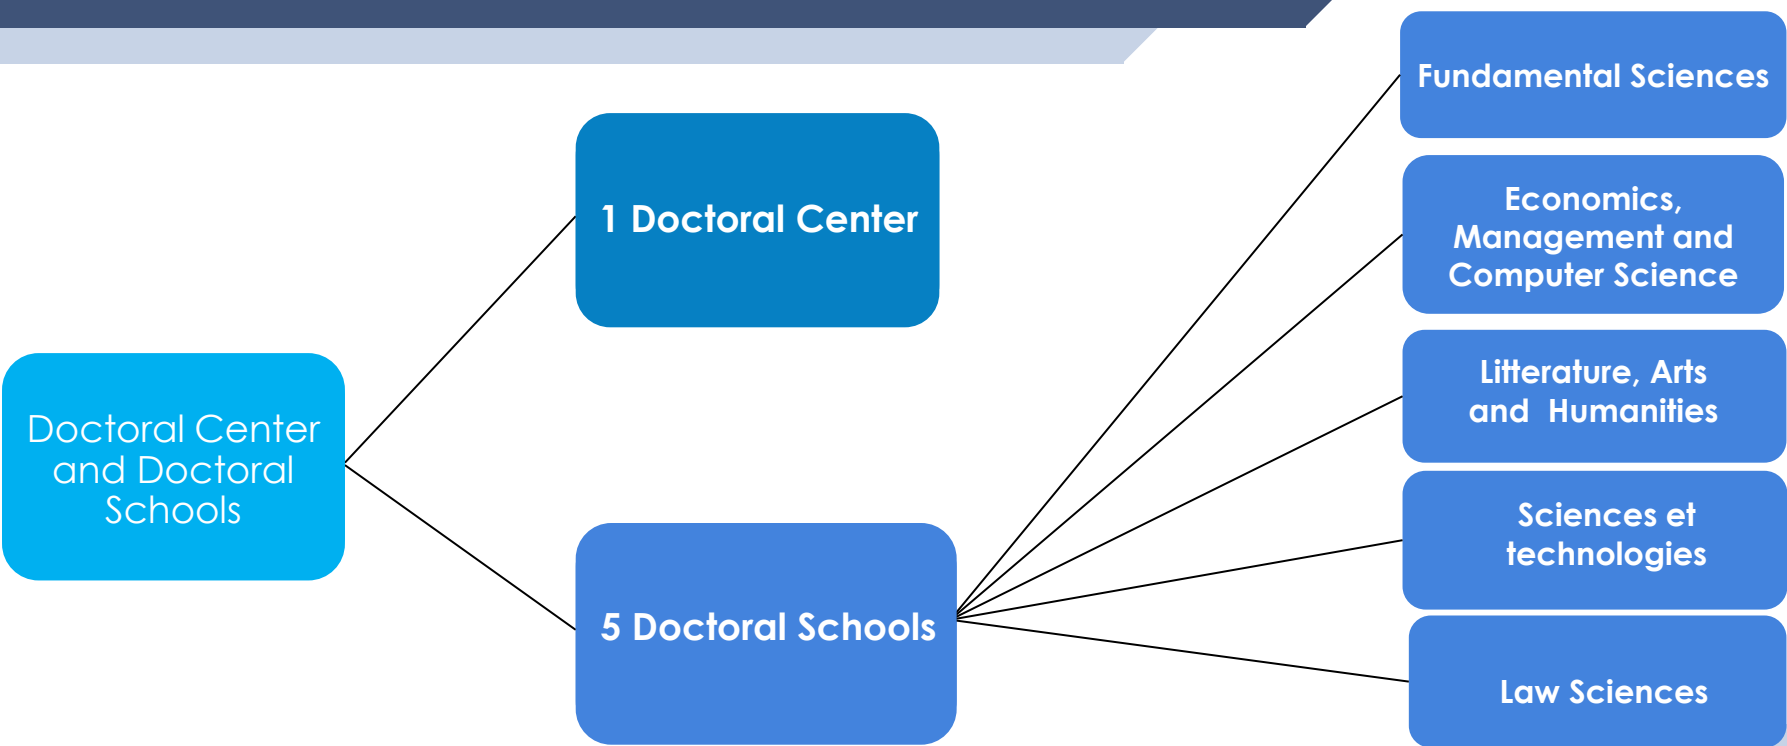 Doctoral Center
and Doctoral
Schools
1 Doctoral Center
5 Doctoral Schools
Fundamental Sciences
Economics,
Management and
Computer Science
Litterature, Arts
and Humanities
Sciences et
technologies
Law Sciences